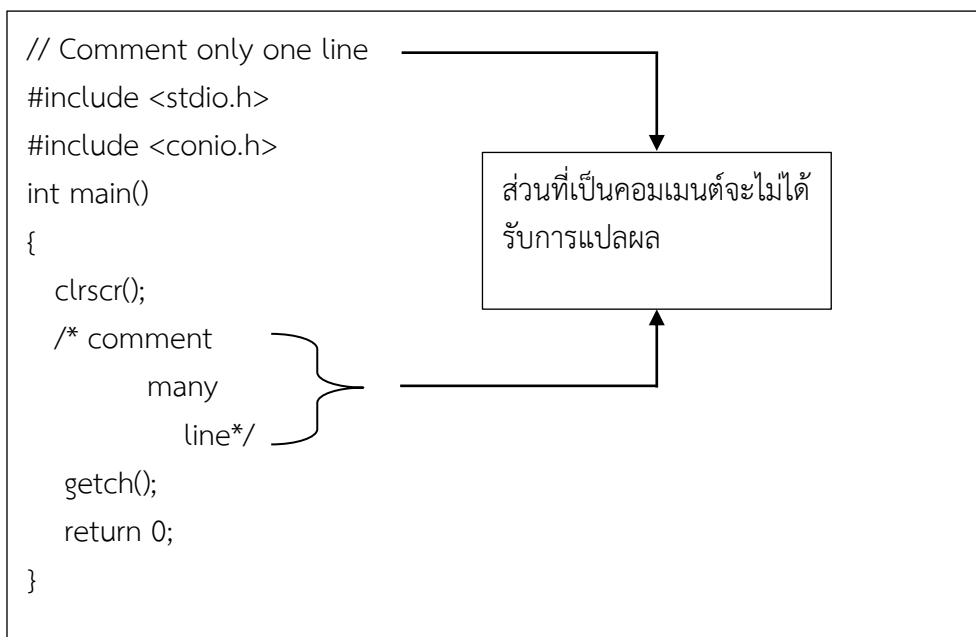 // Comment only one line
#include <stdio.h>
#include <conio.h>
int main()
{
clrscr();
/* comment
many
line*/
getch();
return 0;
}
ส่วนที่เป็นคอมเมนต์จะไม่ได้
รับการแปลผล